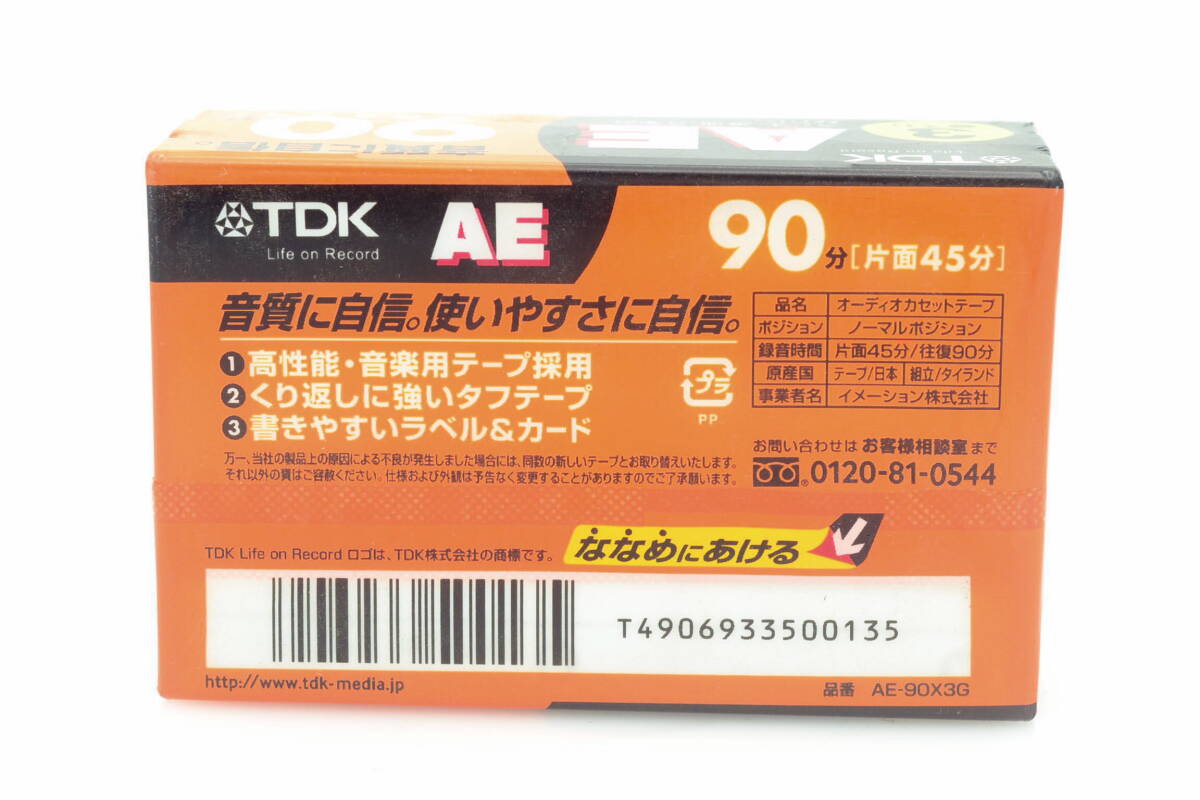 90
音質に自信。
AE
3
TDK
Life on Record
TDK
Life on Record
AE
90分[片面45分]
音質に自信。使いやすさに自信。
1 高性能・音楽用テープ採用
2 くり返しに強いタフテープ
3 書きやすいラベル&カード
プラ
PP
品名 オーディオカセットテープ
ポジション ノーマルポジション
録音時間 片面45分/往復90分
原産国 テープ/日本 組立/タイランド
事業者名 イメーション株式会社
万一、当社の製品上の原因による不良が発生しました場合には、同数の新しいテープとお取り替えいたします。
それ以外の責はご容赦ください。仕様および外観は予告なく変更することがありますのでご了承願います。
お問い合わせは お客様相談室まで
0120-81-0544
TDK Life on Record ロゴは、TDK株式会社の商標です。
ななめにあける
T4906933500135
http://www.tdk-media.jp
品番 AE-90X3G